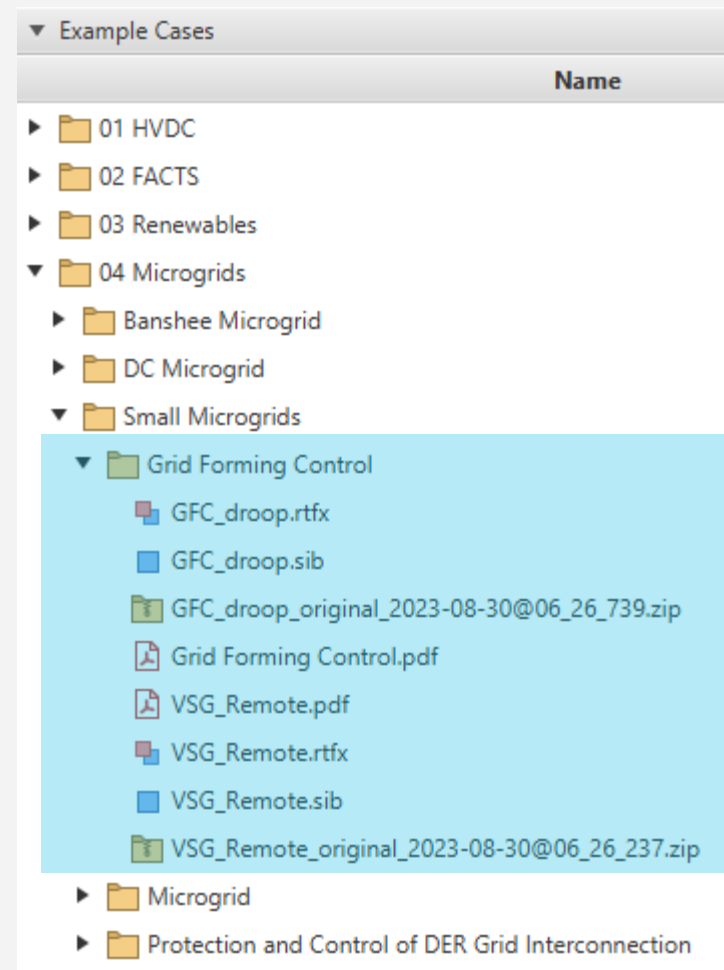 Example Cases
Name
01 HVDC
02 FACTS
03 Renewables
04 Microgrids
Banshee Microgrid
DC Microgrid
Small Microgrids
Grid Forming Control
GFC_droop.rtfx
GFC_droop.sib
GFC_droop_original_2023-08-30@06_26_739.zip
Grid Forming Control.pdf
VSG_Remote.pdf
VSG_Remote.rtfx
VSG_Remote.sib
VSG_Remote_original_2023-08-30@06_26_237.zip
Microgrid
Protection and Control of DER Grid Interconnection